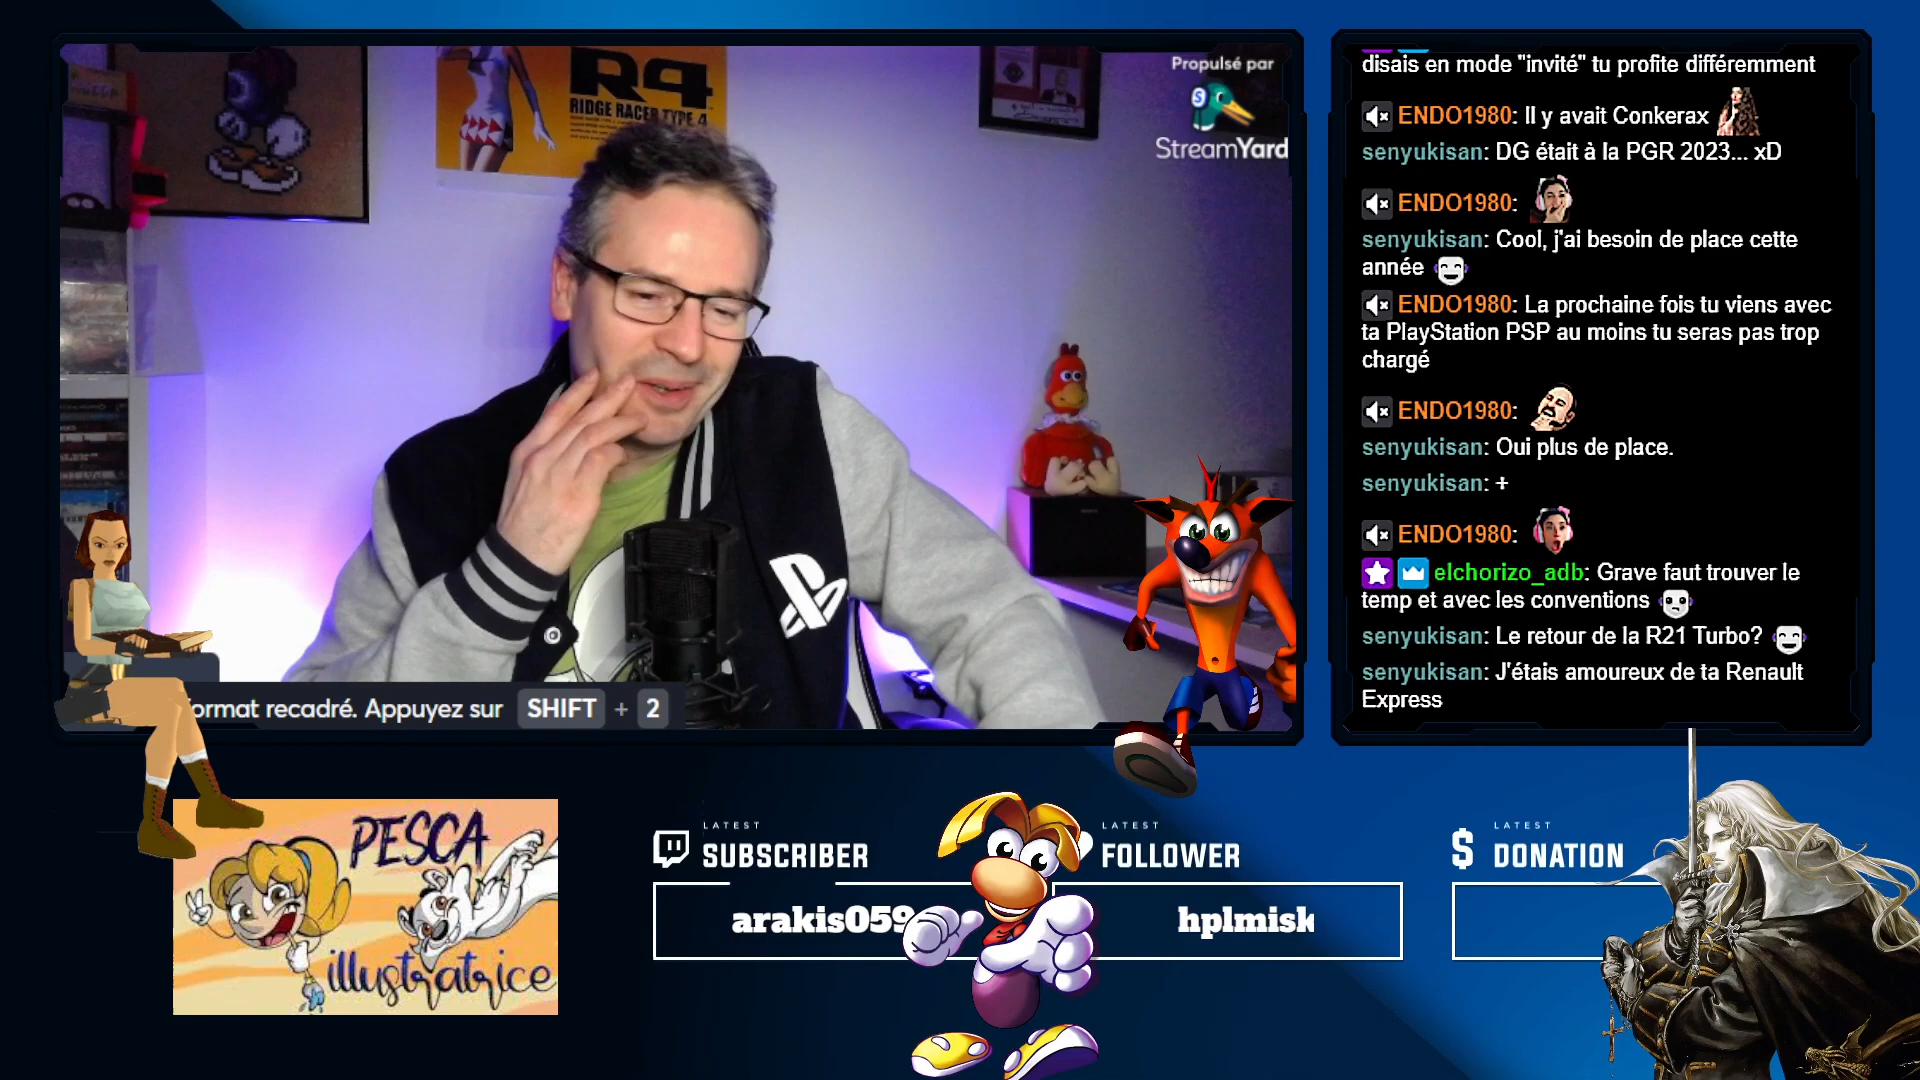 R4
RIDGE RACER TYPE 4
Propulsé par
StreamYard
ormat recadré. Appuyez sur SHIFT + 2
disais en mode "invité" tu profite différemment
ENDO1980: Il y avait Conkerax
senyukisan: DG était à la PGR 2023... xD
ENDO1980:
senyukisan: Cool, j'ai besoin de place cette
année
ENDO1980: La prochaine fois tu viens avec
ta PlayStation PSP au moins tu seras pas trop
chargé
ENDO1980:
senyukisan: Oui plus de place.
senyukisan: +
ENDO1980:
elchorizo_adb: Grave faut trouver le
temp et avec les conventions
senyukisan: Le retour de la R21 Turbo?
senyukisan: J'étais amoureux de ta Renault
Express
PESCA
illustratrice
LATEST
SUBSCRIBER
arakis059
LATEST
FOLLOWER
hplmisk
$
LATEST
DONATION